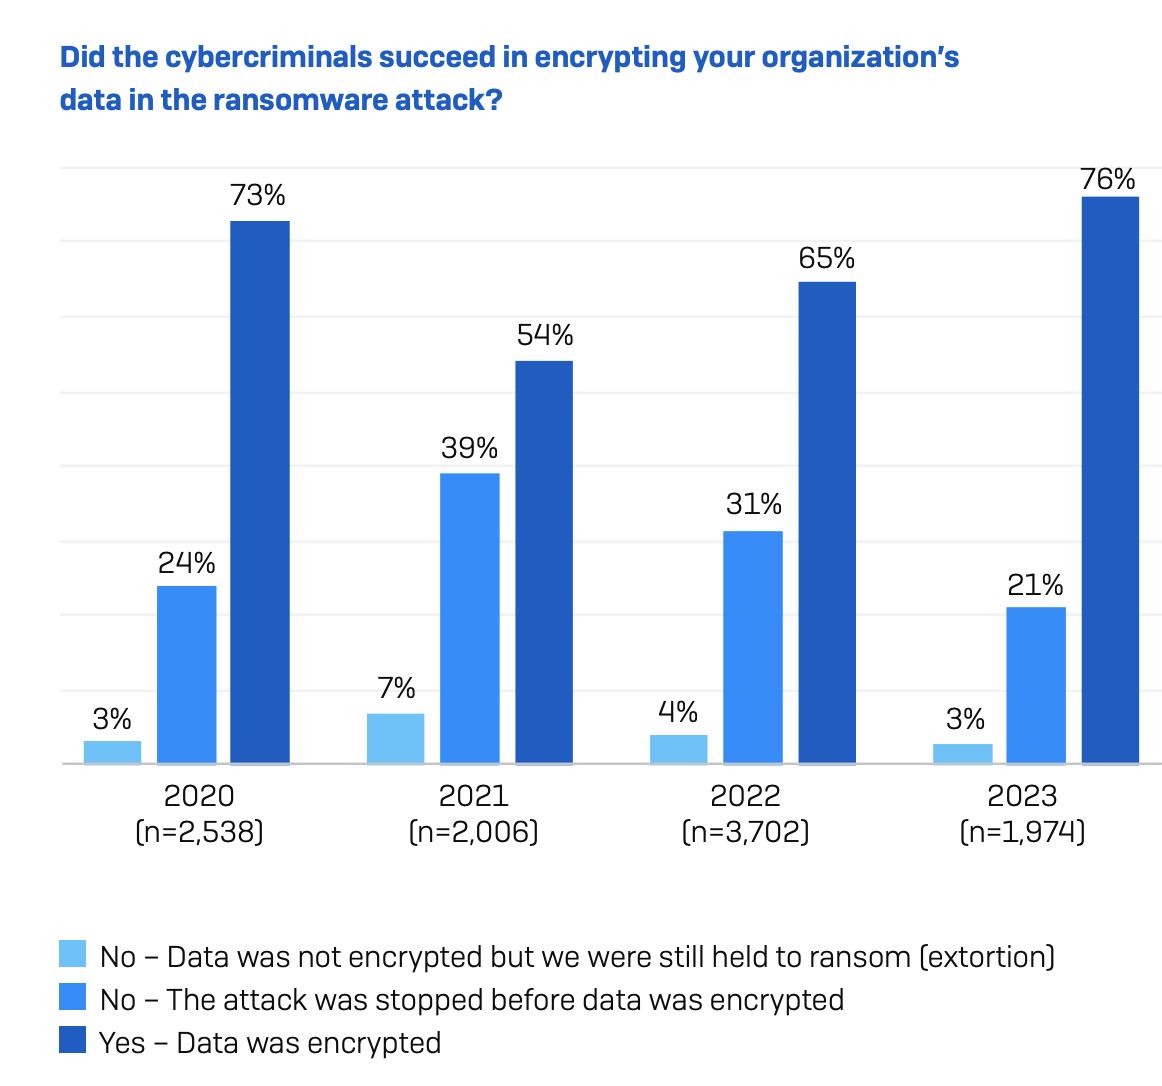 Did the cybercriminals succeed in encrypting your organization’s
data in the ransomware attack?
3%
24%
73%
7%
39%
54%
4%
31%
65%
3%
21%
76%
2020
(n=2,538)
2021
(n=2,006)
2022
(n=3,702)
2023
(n=1,974)
No – Data was not encrypted but we were still held to ransom (extortion)
No – The attack was stopped before data was encrypted
Yes – Data was encrypted